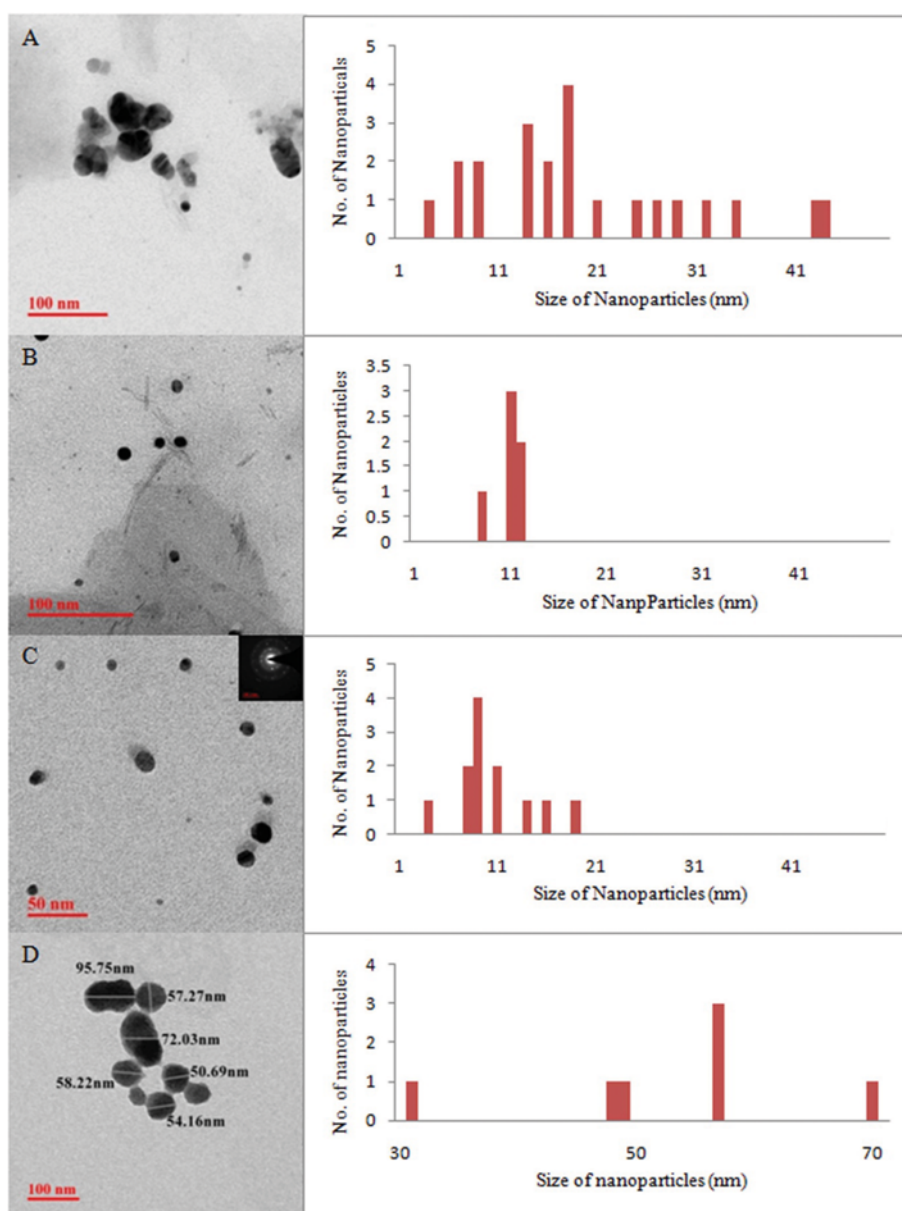 A
100 nm
No. of Nanoparticals
5
4
3
2
1
0
1 11 21 31 41
Size of Nanoparticles (nm)
B
100 nm
No. of Nanoparticles
3.5
3
2.5
2
1.5
1
0.5
0
1 11 21 31 41
Size of NanpParticles (nm)
C
50 nm
No. of Nanoparticles
5
4
3
2
1
0
1 11 21 31 41
Size of Nanoparticles (nm)
D
95.75nm
57.27nm
72.03nm
58.22nm
50.69nm
54.16nm
100 nm
No. of nanoparticles
4
3
2
1
0
30 50 70
Size of nanoparticles (nm)